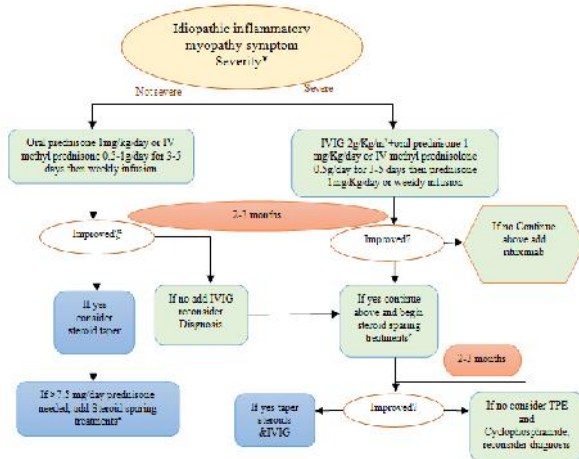 Idiopathic inflammatory
myopathy symptom
Severity*
Not severe
Severe
Oral prednisone 1mg/kg/day or IV
methyl prednisone 0.5-1g/day for 3-5
days then weekly infusion
IVIG 2g/Kg/m²+oral prednisone 1
mg/Kg/day or IV methyl prednisolone
0.5g/day for 3-5 days then prednisone
1mg/Kg/day or weekly infusion
2-3 months
Improved?
Improved?
If no Continue
above add
rituximab
If yes
consider
steroid taper
If no add IVIG
reconsider
Diagnosis
If yes continue
above and begin
steroid sparing
treatments
2-3 months
If >7.5 mg/day prednisone
needed, add Steroid sparing
treatments*
If yes taper
steroids
&IVIG
Improved?
If no consider TPE
and
Cyclophosphamide,
reconsider diagnosis